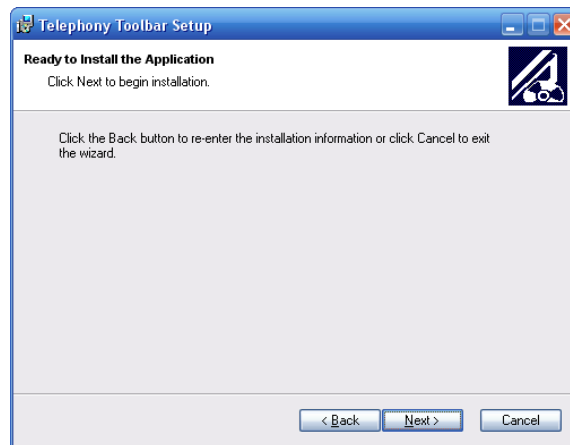 Telephony Toolbar Setup
Ready to Install the Application
Click Next to begin installation.
Click the Back button to re-enter the installation information or click Cancel to exit
the wizard.
< Back
Next >
Cancel